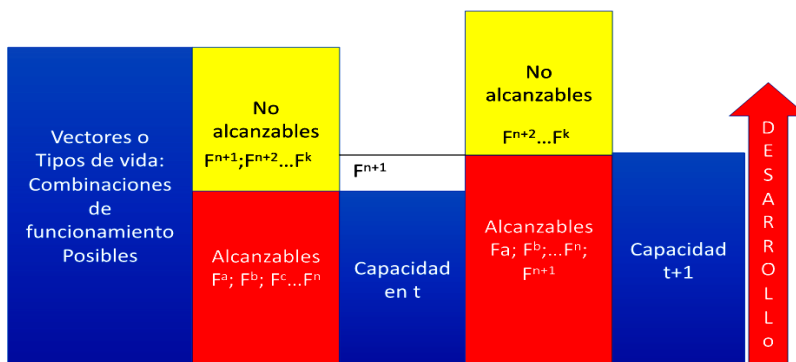 Vectores o
Tipos de vida:
Combinaciones
de
funcionamiento
Posibles
No
alcanzables
Fⁿ⁺¹;Fⁿ⁺²...Fᵏ
Alcanzables
Fᵃ; Fᵇ; Fᶜ...Fⁿ
Fⁿ⁺¹
Capacidad
en t
No
alcanzables
Fⁿ⁺²...Fᵏ
Alcanzables
Fa; Fᵇ;...Fⁿ;
Fⁿ⁺¹
Capacidad
t+1
D
E
S
A
R
R
O
L
L
o